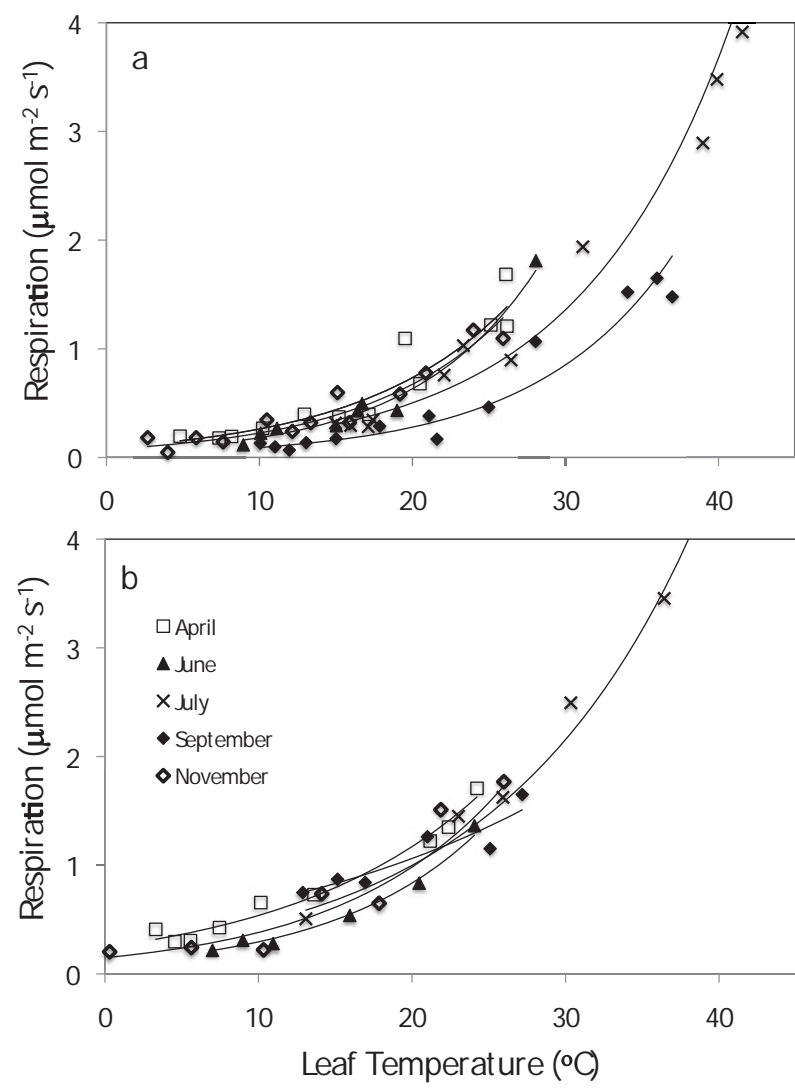 4
a
3
2
1
0
Respiration (μmol m⁻² s⁻¹)
0 10 20 30 40
4
b
3
2
1
0
Respiration (μmol m⁻² s⁻¹)
April
June
July
September
November
0 10 20 30 40
Leaf Temperature (ºC)